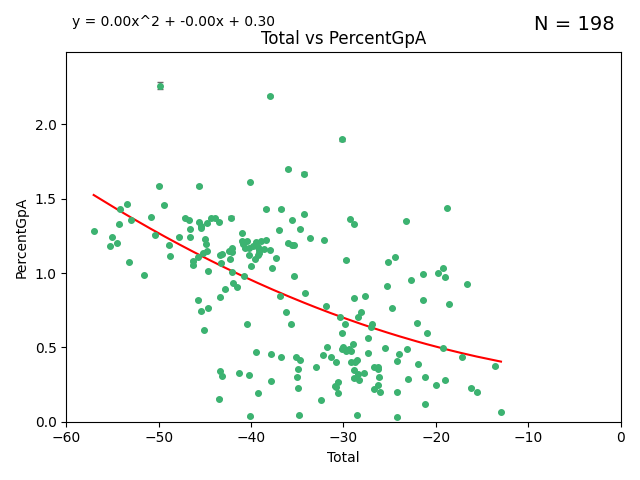 y = 0.00x^2 + -0.00x + 0.30
N = 198
Total vs PercentGpA
PercentGpA
2.0
1.5
1.0
0.5
0.0
−60
−50
−40
−30
−20
−10
0
Total